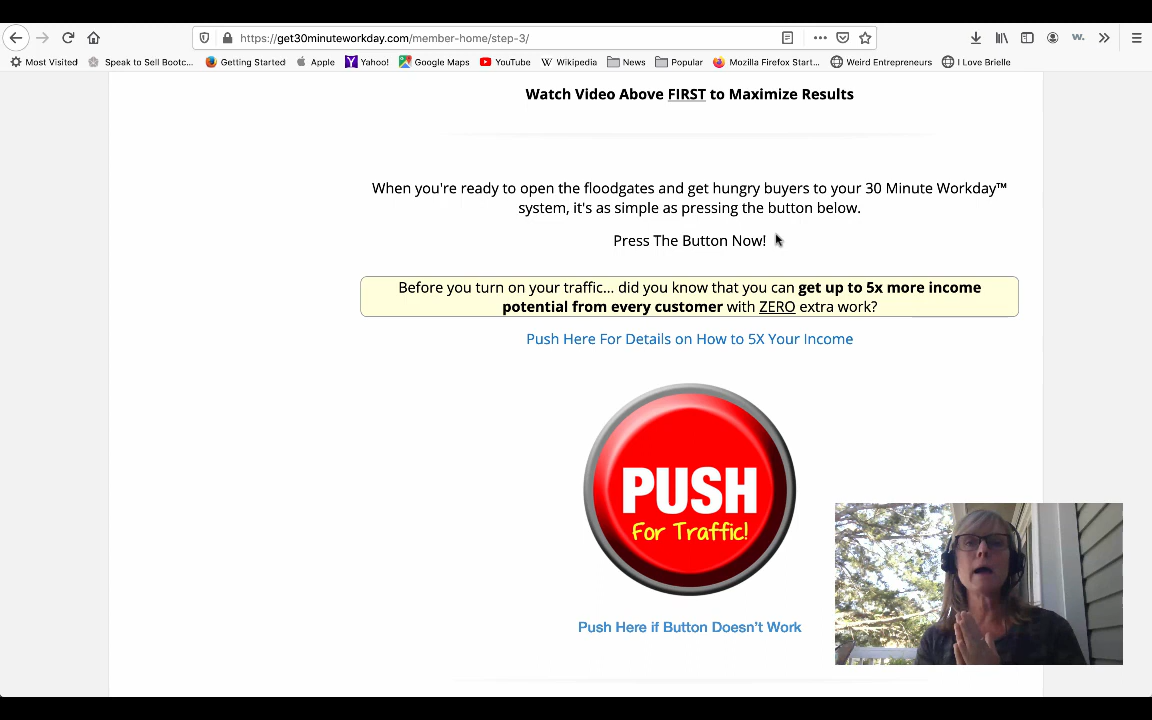 https://get30minuteworkday.com/member-home/step-3/
w.
Most Visited
Speak to Sell Bootc...
Getting Started
Apple
Yahoo!
Google Maps
YouTube
Wikipedia
News
Popular
Mozilla Firefox Start...
Weird Entrepreneurs
I Love Brielle
Watch Video Above FIRST to Maximize Results
When you're ready to open the floodgates and get hungry buyers to your 30 Minute Workday™
system, it's as simple as pressing the button below.
Press The Button Now!
Before you turn on your traffic... did you know that you can get up to 5x more income
potential from every customer with ZERO extra work?
Push Here For Details on How to 5X Your Income
PUSH
For Traffic!
Push Here if Button Doesn't Work